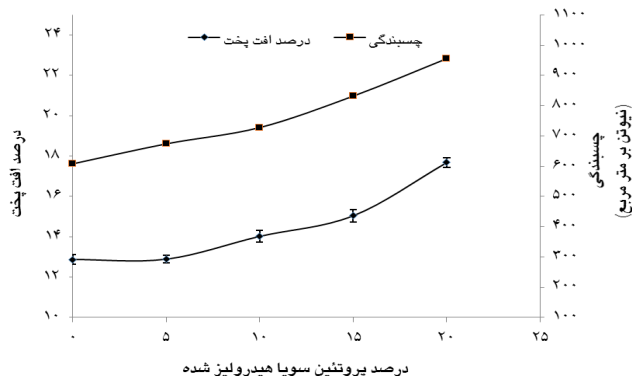 درصد افت پخت
چسبندگی
۲۴
۲۲
۲۰
۱۸
۱۶
۱۴
۱۲
۱۰
درصد افت پخت
۱۱۰۰
۱۰۰۰
۹۰۰
۸۰۰
۷۰۰
۶۰۰
۵۰۰
۴۰۰
۳۰۰
۲۰۰
۱۰۰
چسبندگی
(نیوتن بر متر مربع)
۰ ۵ ۱۰ ۱۵ ۲۰ ۲۵
درصد پروتئین سویا هیدرولیز شده